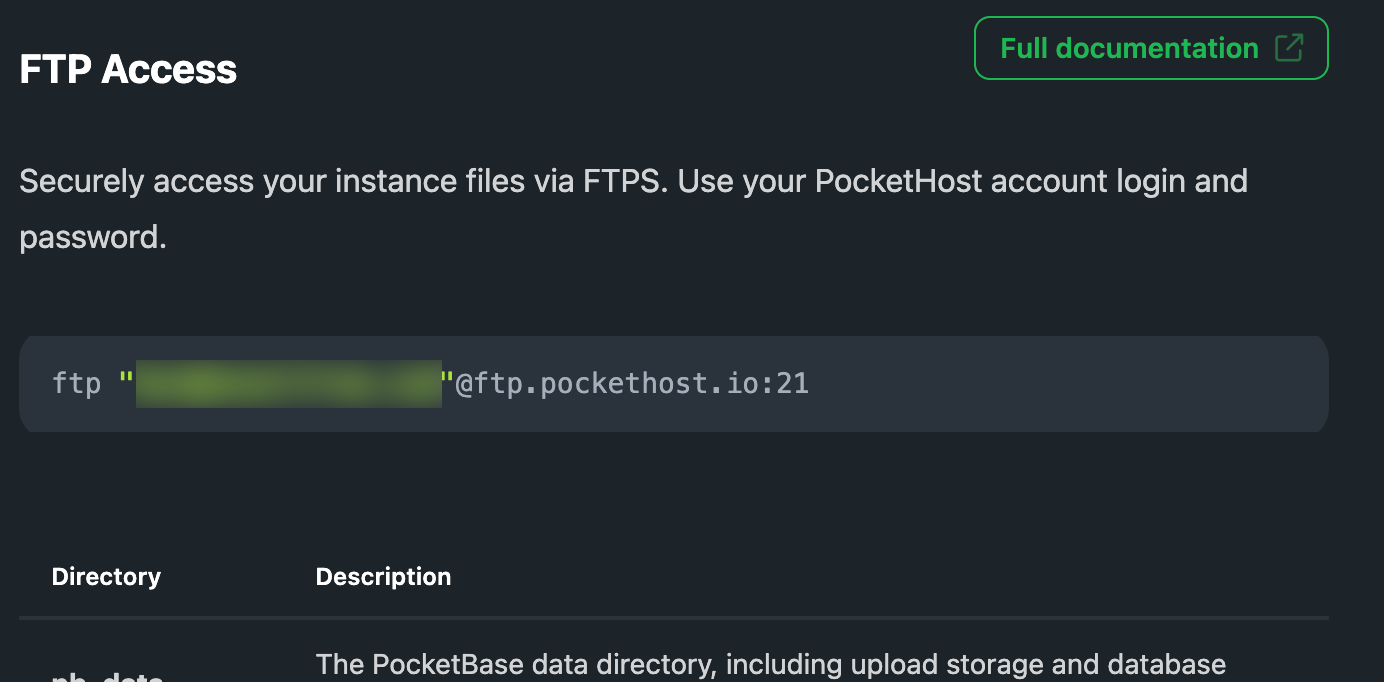 FTP Access
Full documentation
Securely access your instance files via FTPS. Use your PocketHost account login and
password.
ftp ""@ftp.pockethost.io:21
Directory Description
The PocketBase data directory, including upload storage and database
pb_data